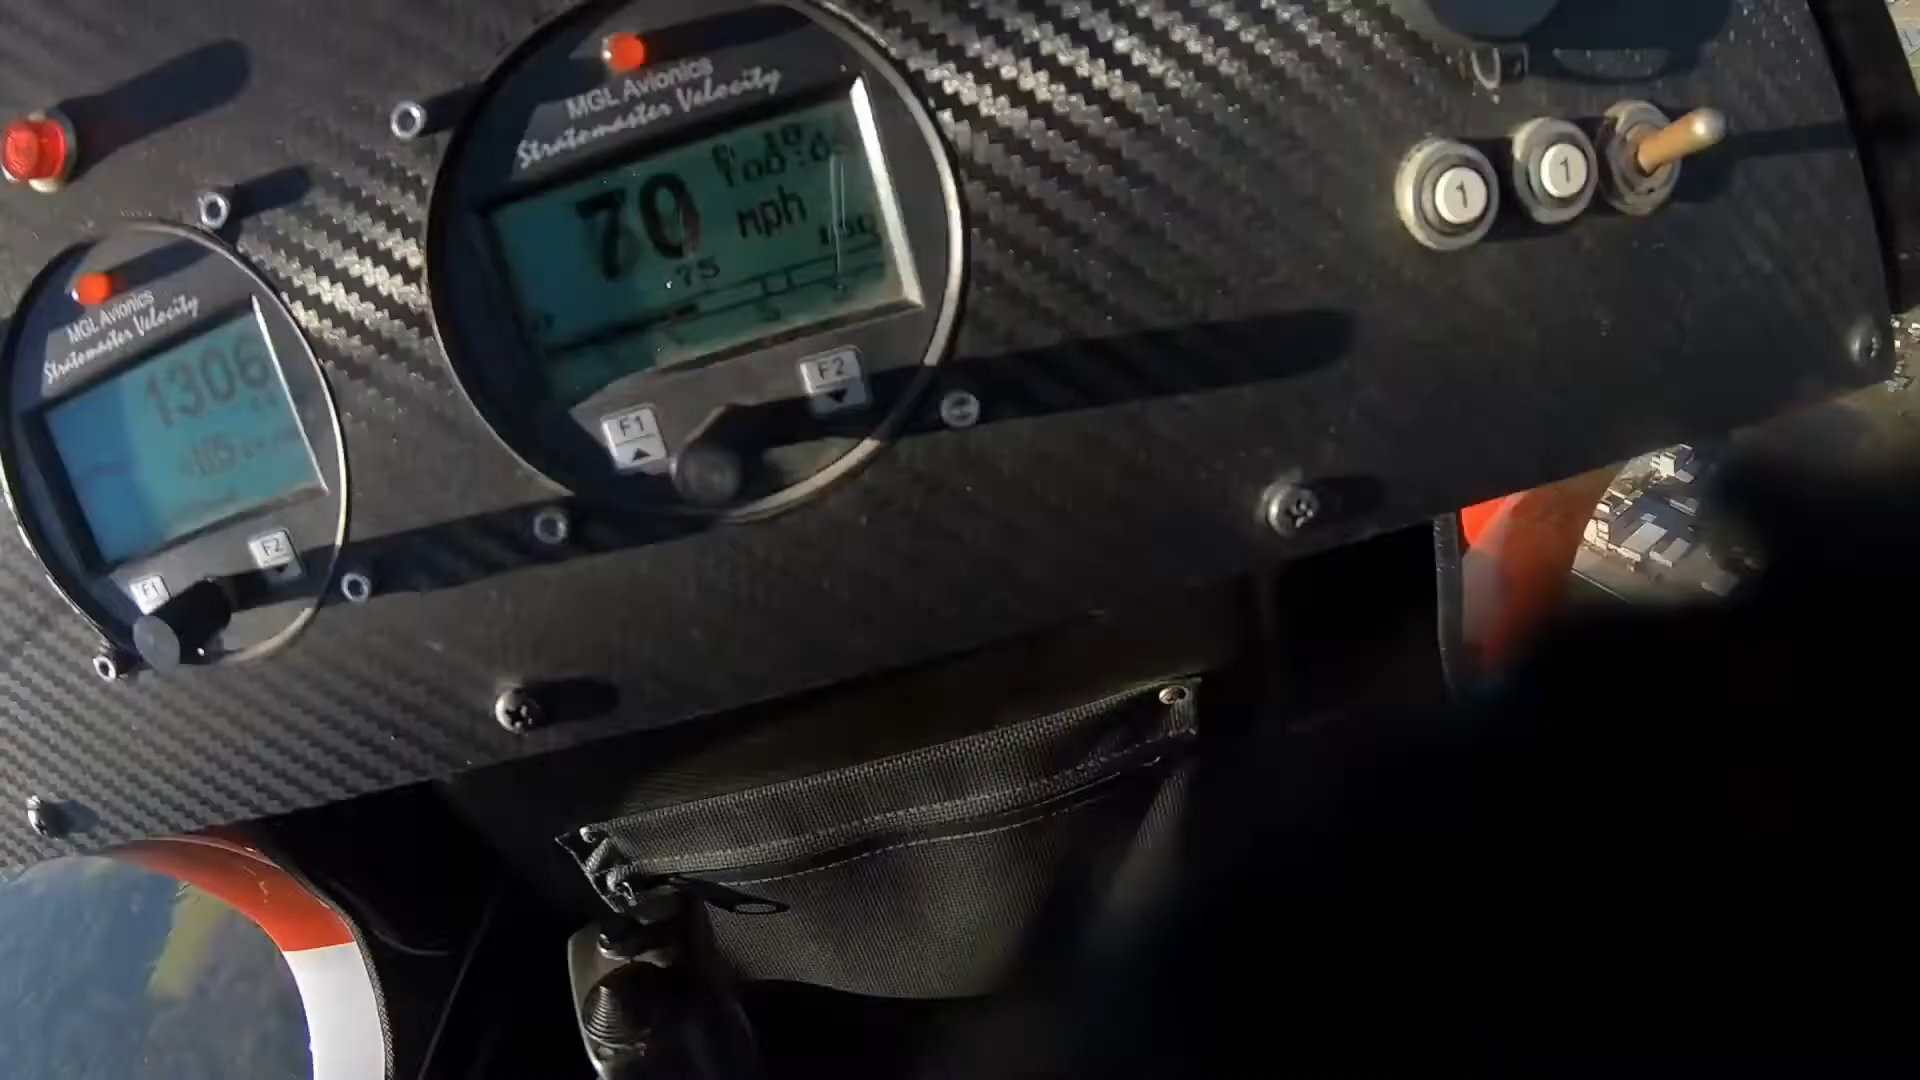 MGL Avionics
Stratomaster Velocity
70
mph
75
F1
F2
MGL Avionics
Stratomaster Velocity
1306
F1
F2
1
1